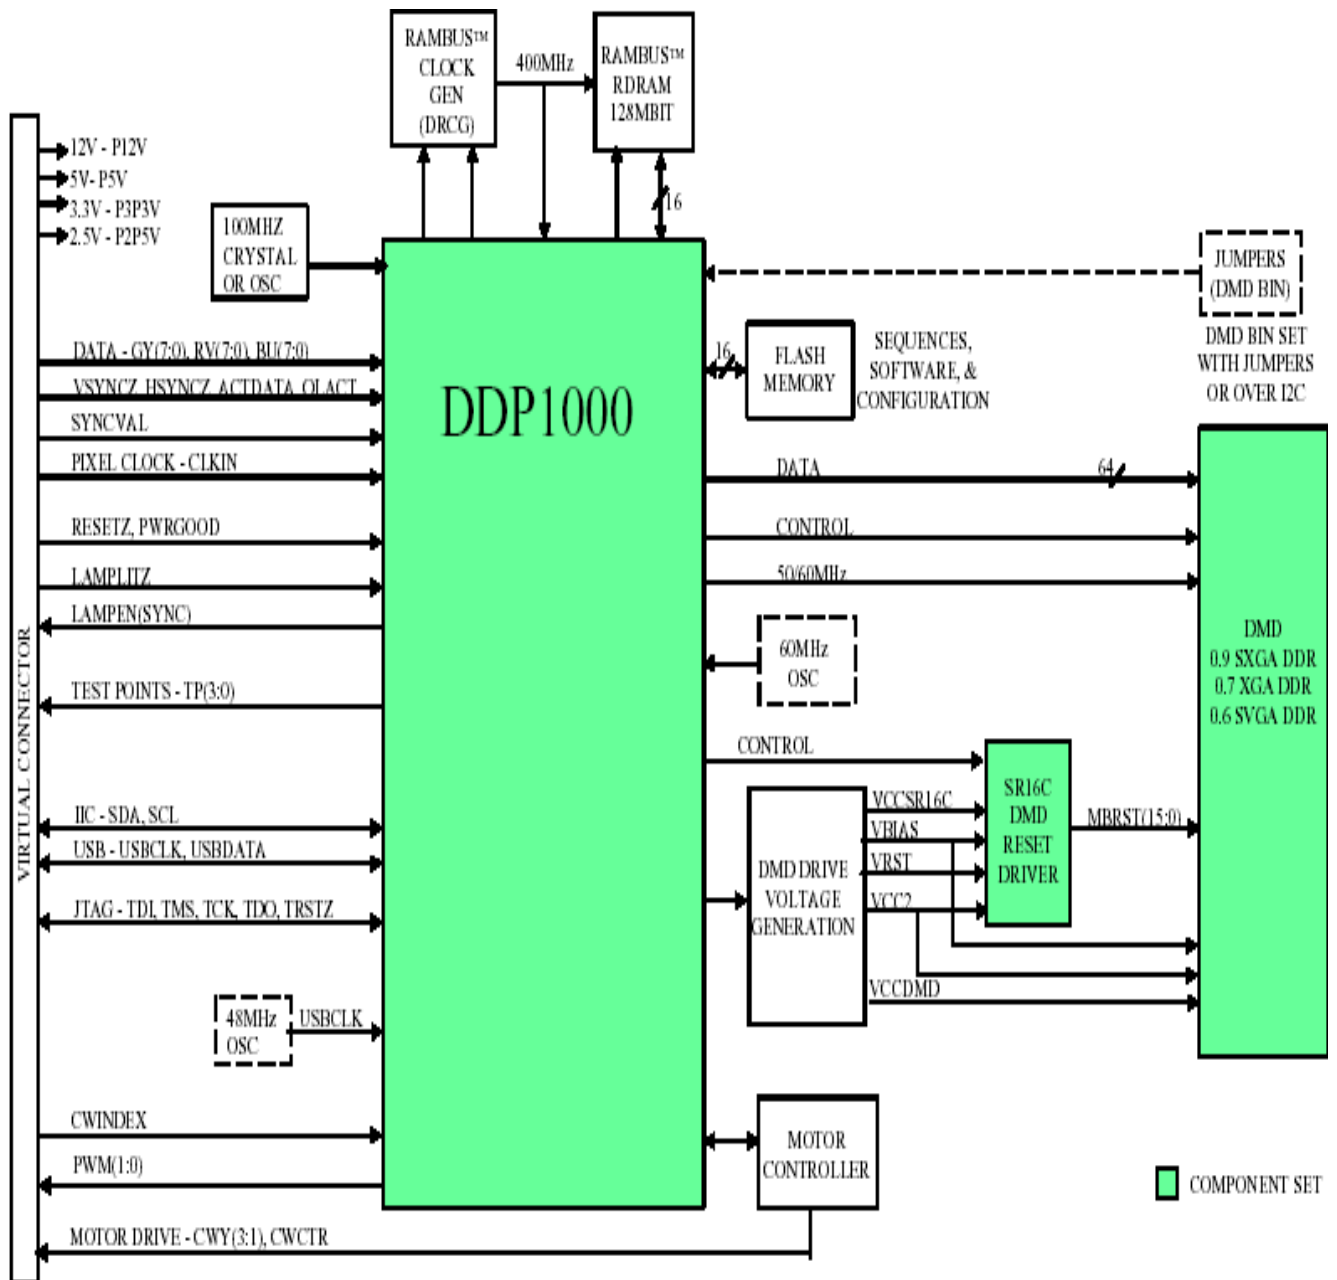 RAMBUS™
CLOCK
GEN
(DRCG)
400MHz
RAMBUS™
RDRAM
128MBIT
16
12V - P12V
5V- P5V
3.3V - P3P3V
2.5V - P2P5V
100MHZ
CRYSTAL
OR OSC
JUMPERS
(DMD BIN)
DMD BIN SET
WITH JUMPERS
OR OVER I2C
DATA - GY(7:0), RV(7:0), BU(7:0)
VSYNCZ, HSYNCZ, ACTDATA, OLACT
SYNCVAL
PIXEL CLOCK - CLKIN
RESETZ, PWRGOOD
LAMPLITZ
LAMPEN(SYNC)
TEST POINTS - TP(3:0)
IIC - SDA, SCL
USB - USBCLK, USBDATA
JTAG - TDI, TMS, TCK, TDO, TRSTZ
48MHz
OSC
USBCLK
CWINDEX
PWM(1:0)
MOTOR DRIVE - CWY(3:1), CWCTR
VIRTUAL CONNECTOR
DDP1000
16
FLASH
MEMORY
SEQUENCES,
SOFTWARE, &
CONFIGURATION
DATA
64
CONTROL
50/60MHz
60MHz
OSC
CONTROL
DMD DRIVE
VOLTAGE
GENERATION
VCCSR16C
VBIAS
VRST
VCC2
VCCDMD
SR16C
DMD
RESET
DRIVER
MBRST(15:0)
DMD
0.9 SXGA DDR
0.7 XGA DDR
0.6 SVGA DDR
MOTOR
CONTROLLER
COMPONENT SET